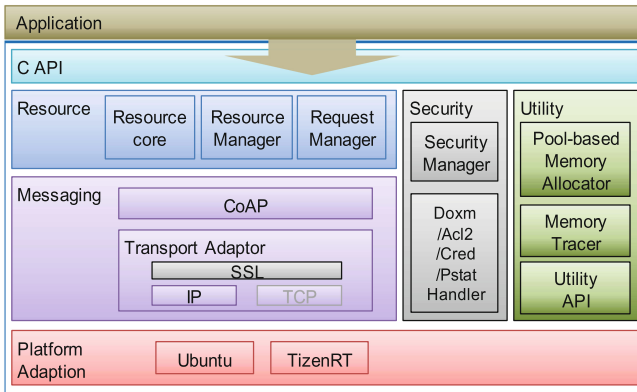 Application
C API
Resource
Resource
core
Resource
Manager
Request
Manager
Security
Security
Manager
Doxm
/Acl2
/Cred
/Pstat
Handler
Utility
Pool-based
Memory
Allocator
Memory
Tracer
Utility
API
Messaging
CoAP
Transport Adaptor
SSL
IP
TCP
Platform
Adaption
Ubuntu
TizenRT